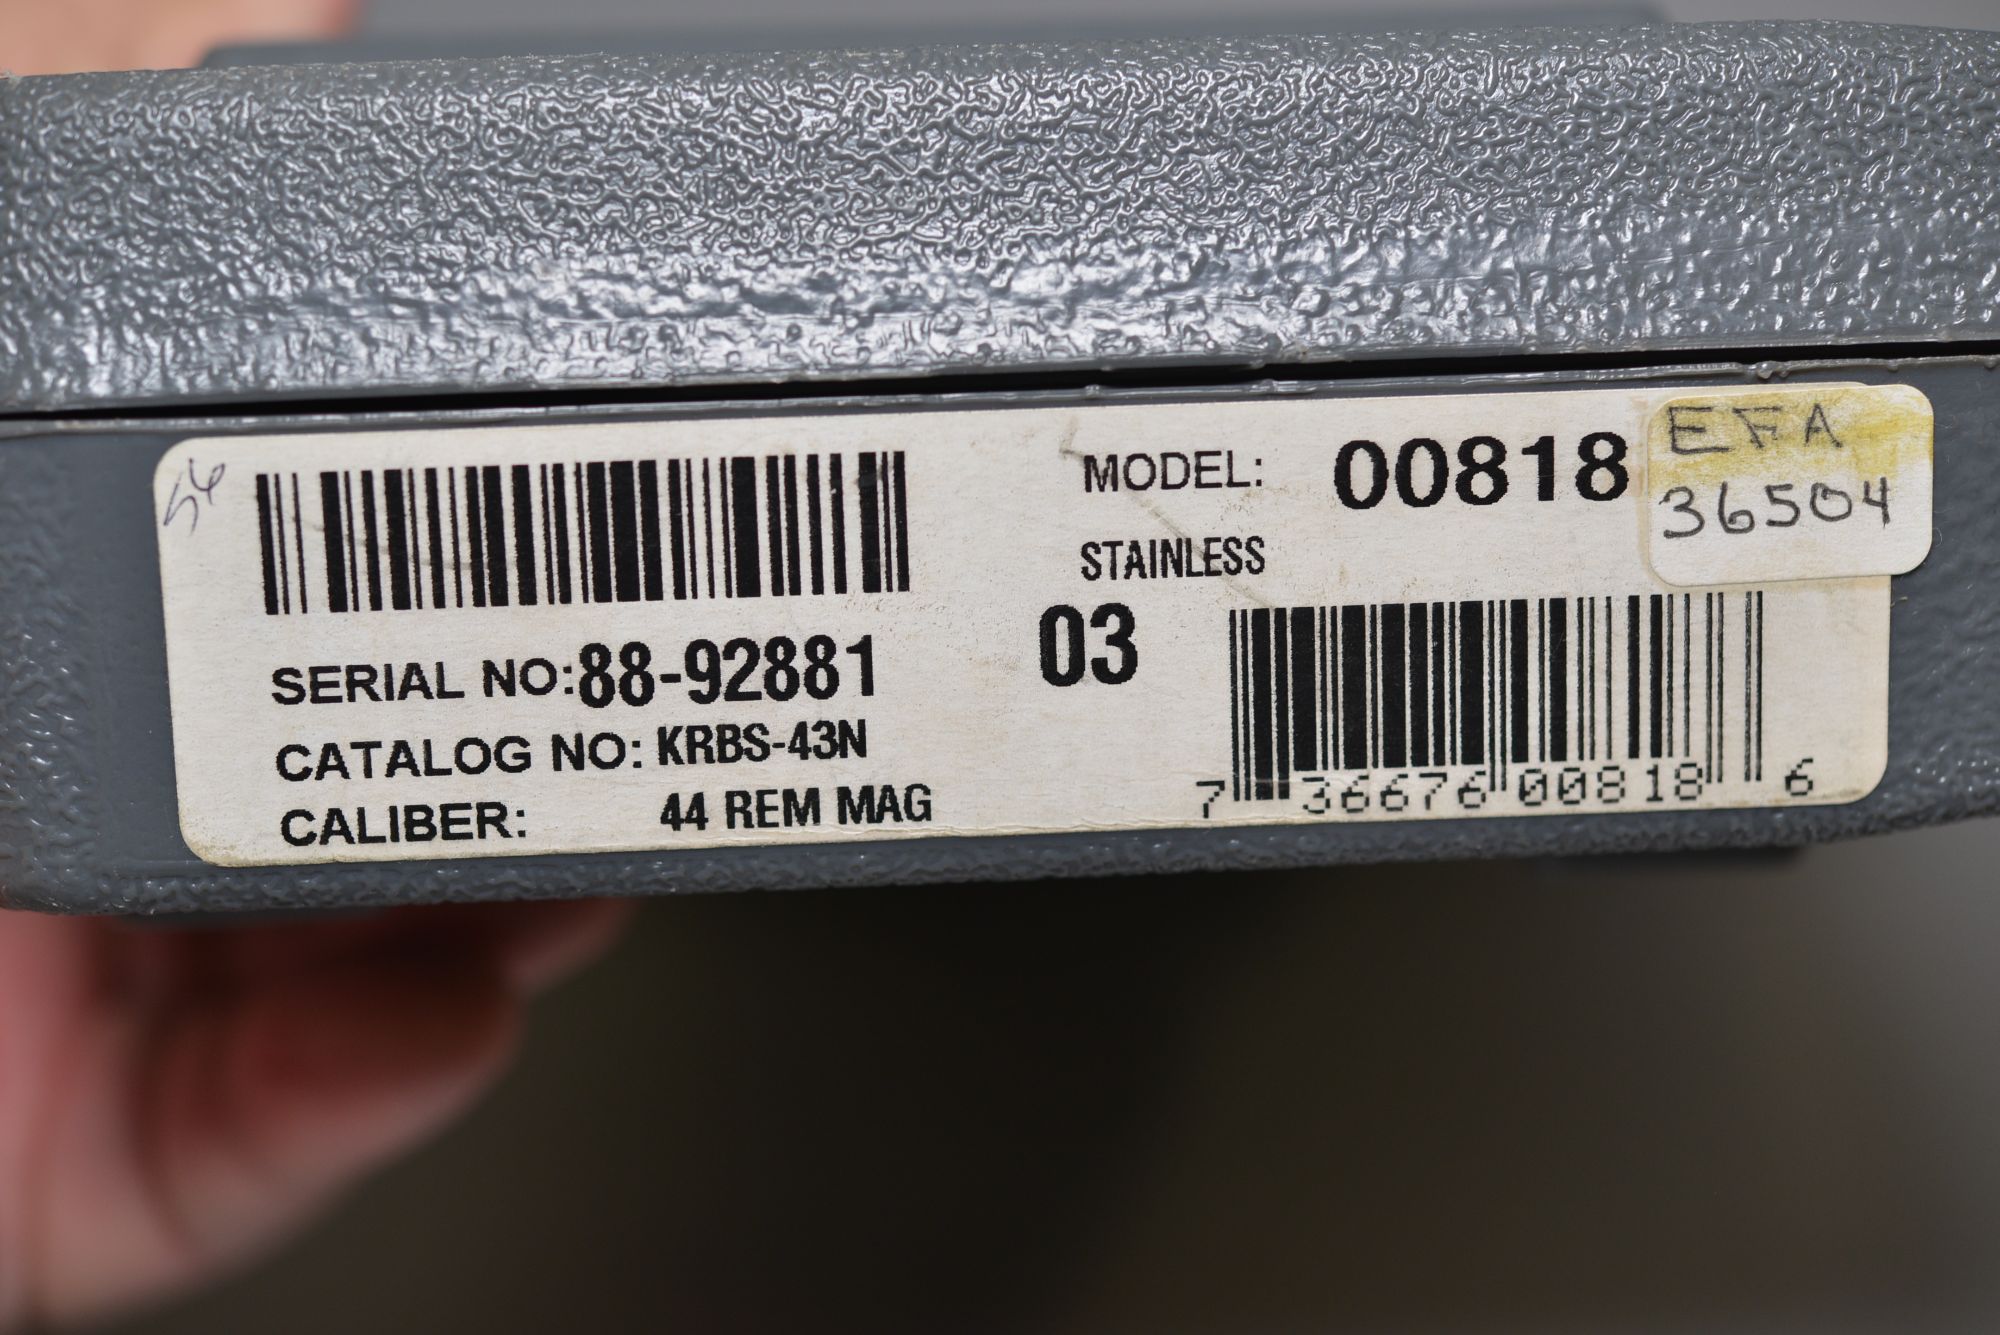 56
MODEL: 00818
STAINLESS
EFA
36504
SERIAL NO: 88-92881
CATALOG NO: KRBS-43N
CALIBER: 44 REM MAG
03
7 36676 00818 6